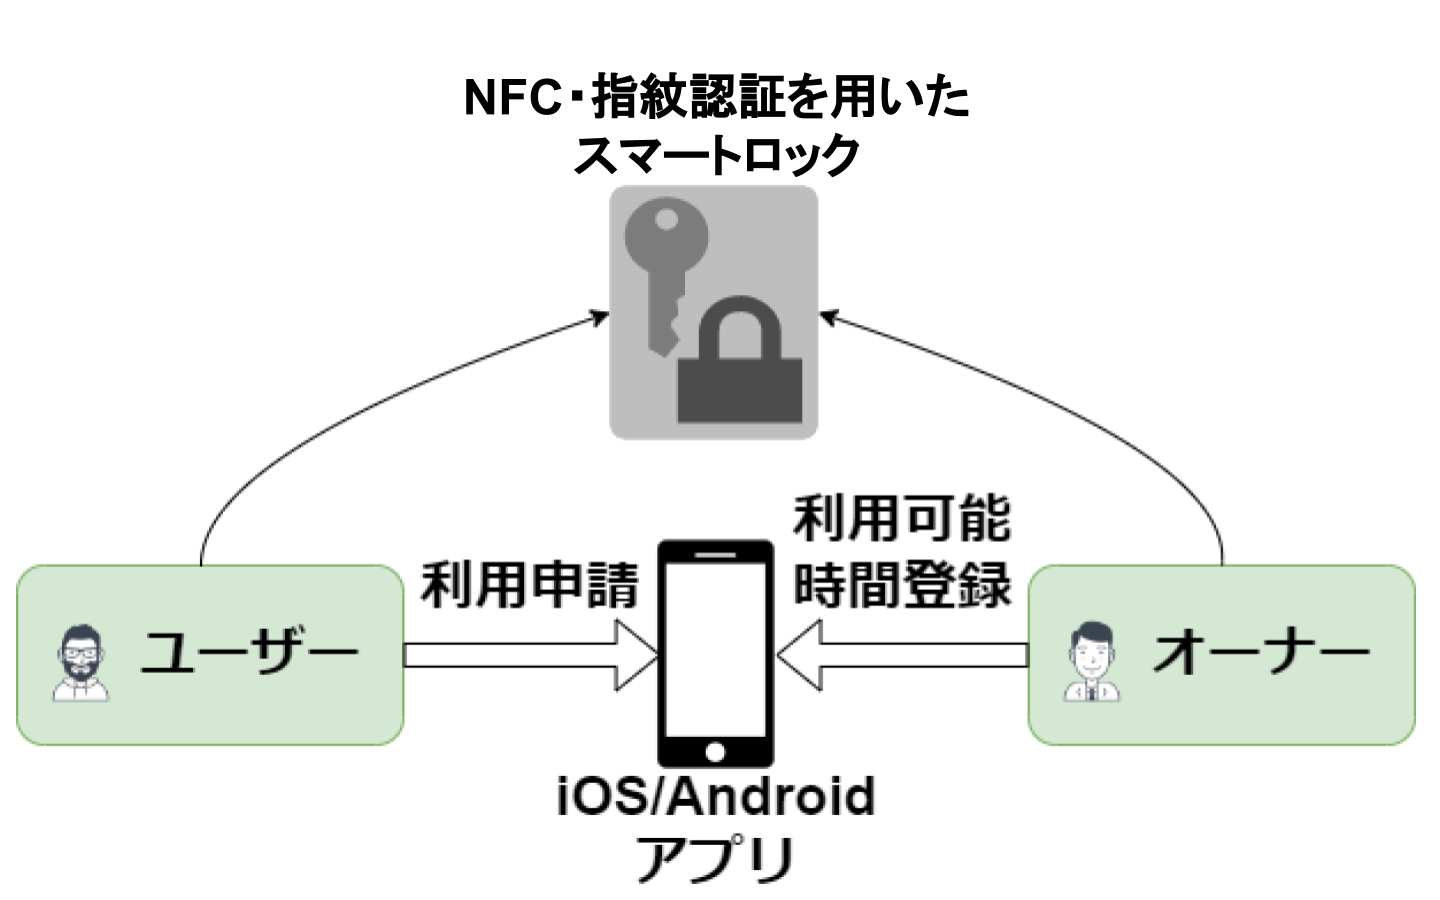 NFC・指紋認証を用いた
スマートロック
利用可能
時間登録
利用申請
ユーザー
オーナー
iOS/Android
アプリ